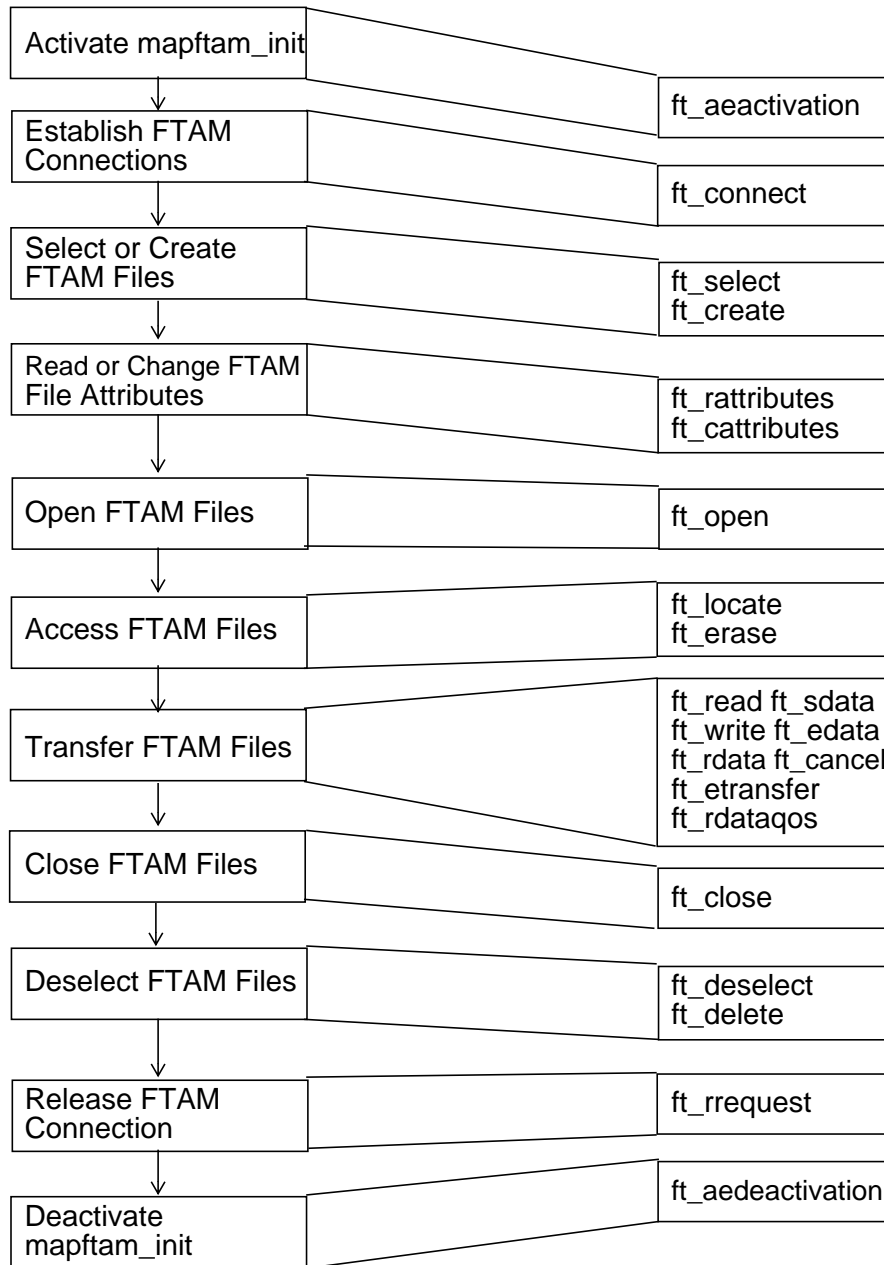 Activate mapftam_init
ft_aeactivation
Establish FTAM
Connections
ft_connect
Select or Create
FTAM Files
ft_select
ft_create
Read or Change FTAM
File Attributes
ft_rattributes
ft_cattributes
Open FTAM Files
ft_open
Access FTAM Files
ft_locate
ft_erase
Transfer FTAM Files
ft_read ft_sdata
ft_write ft_edata
ft_rdata ft_cancel
ft_etransfer
ft_rdataqos
Close FTAM Files
ft_close
Deselect FTAM Files
ft_deselect
ft_delete
Release FTAM
Connection
ft_rrequest
Deactivate
mapftam_init
ft_aedeactivation